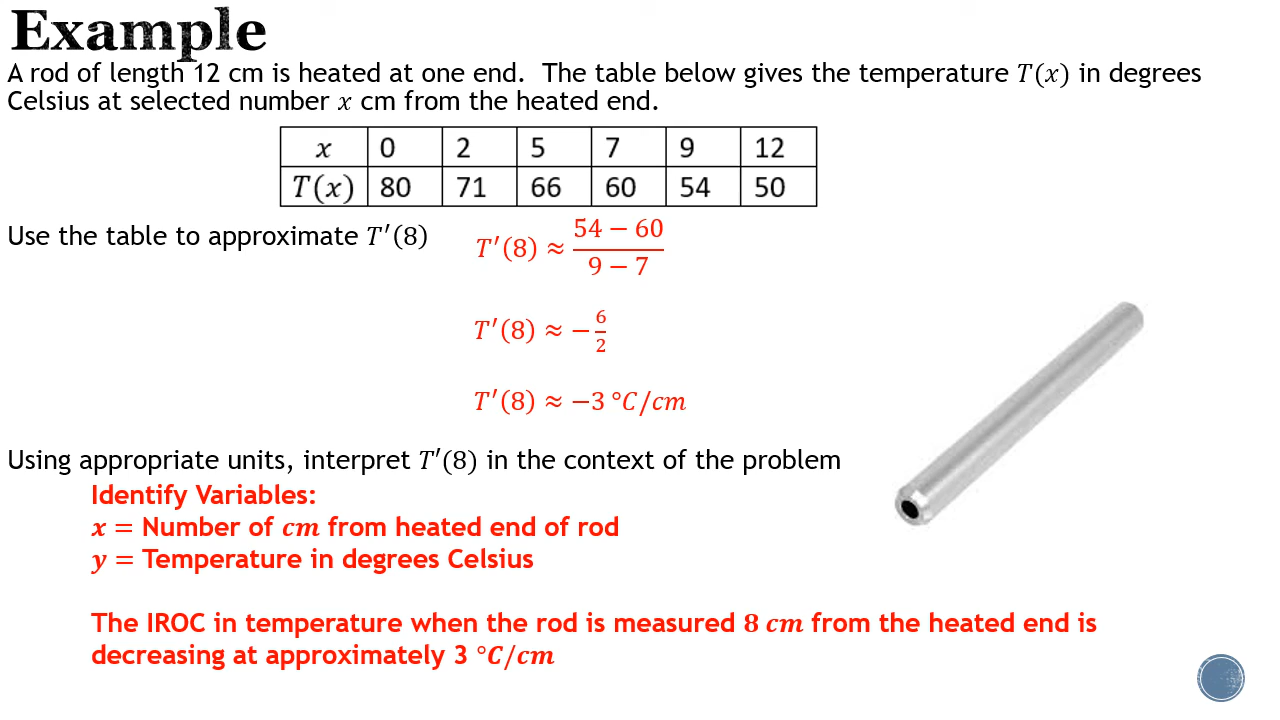 Example
A rod of length 12 cm is heated at one end. The table below gives the temperature T(x) in degrees
Celsius at selected number x cm from the heated end.
x 0 2 5 7 9 12
T(x) 80 71 66 60 54 50
Use the table to approximate T′(8)
T′(8) ≈ (54 − 60)/(9 − 7)
T′(8) ≈ −6/2
T′(8) ≈ −3 °C/cm
Using appropriate units, interpret T′(8) in the context of the problem
Identify Variables:
x = Number of cm from heated end of rod
y = Temperature in degrees Celsius
The IROC in temperature when the rod is measured 8 cm from the heated end is
decreasing at approximately 3 °C/cm